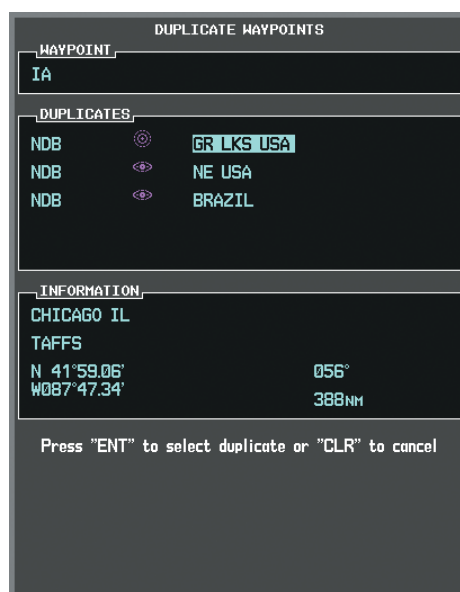 DUPLICATE WAYPOINTS
WAYPOINT
IA
DUPLICATES
NDB GR LKS USA
NDB NE USA
NDB BRAZIL
INFORMATION
CHICAGO IL
TAFFS
N 41°59.06' 056°
W087°47.34' 388NM
Press "ENT" to select duplicate or "CLR" to cancel